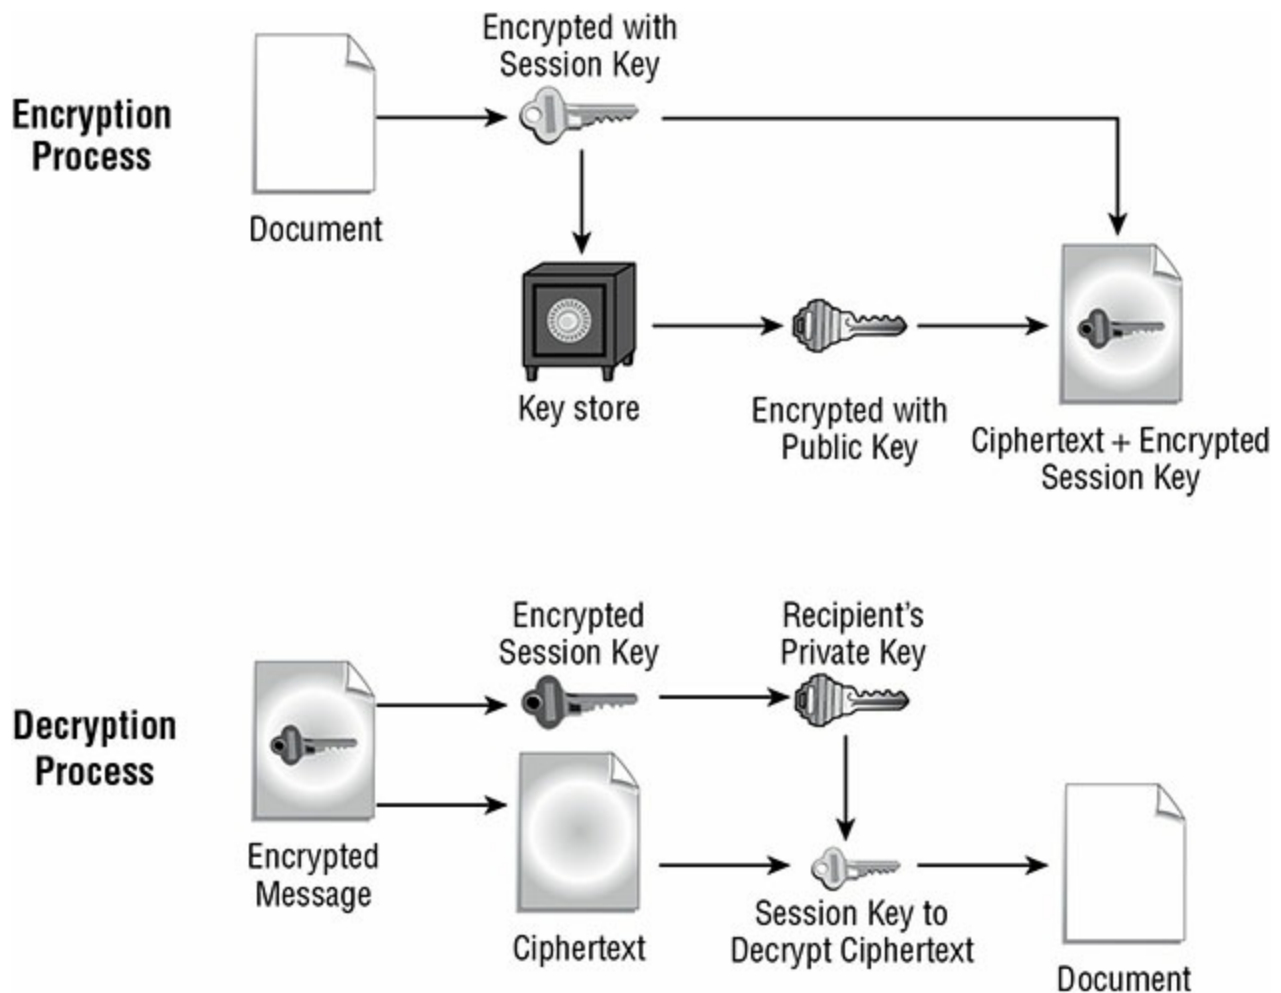 Encrypted with
Session Key
Encryption
Process
Document
Key store
Encrypted with
Public Key
Ciphertext + Encrypted
Session Key
Encrypted
Session Key
Recipient's
Private Key
Decryption
Process
Encrypted
Message
Ciphertext
Session Key to
Decrypt Ciphertext
Document